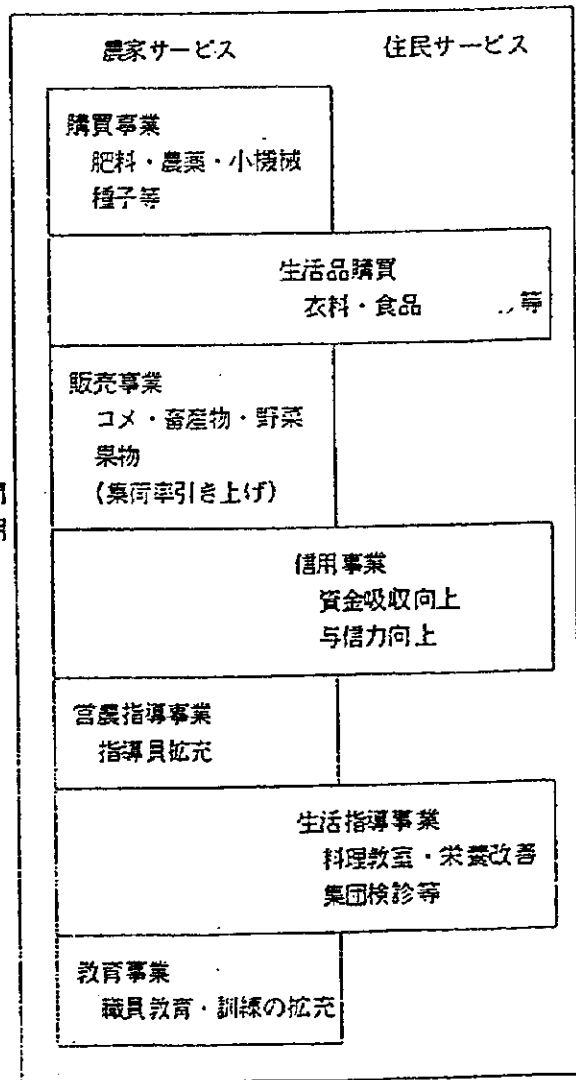 農家サービス 住民サービス
購買事業
肥料・農薬・小機械
種子等
生活品購買
衣料・食品 等
販売事業
コメ・畜産物・野菜
果物
(集荷率引き上げ)
信用事業
資金吸収向上
与信力向上
営農指導事業
指導員拡充
生活指導事業
料理教室・栄養改善
集団検診等
教育事業
職員教育・訓練の拡充